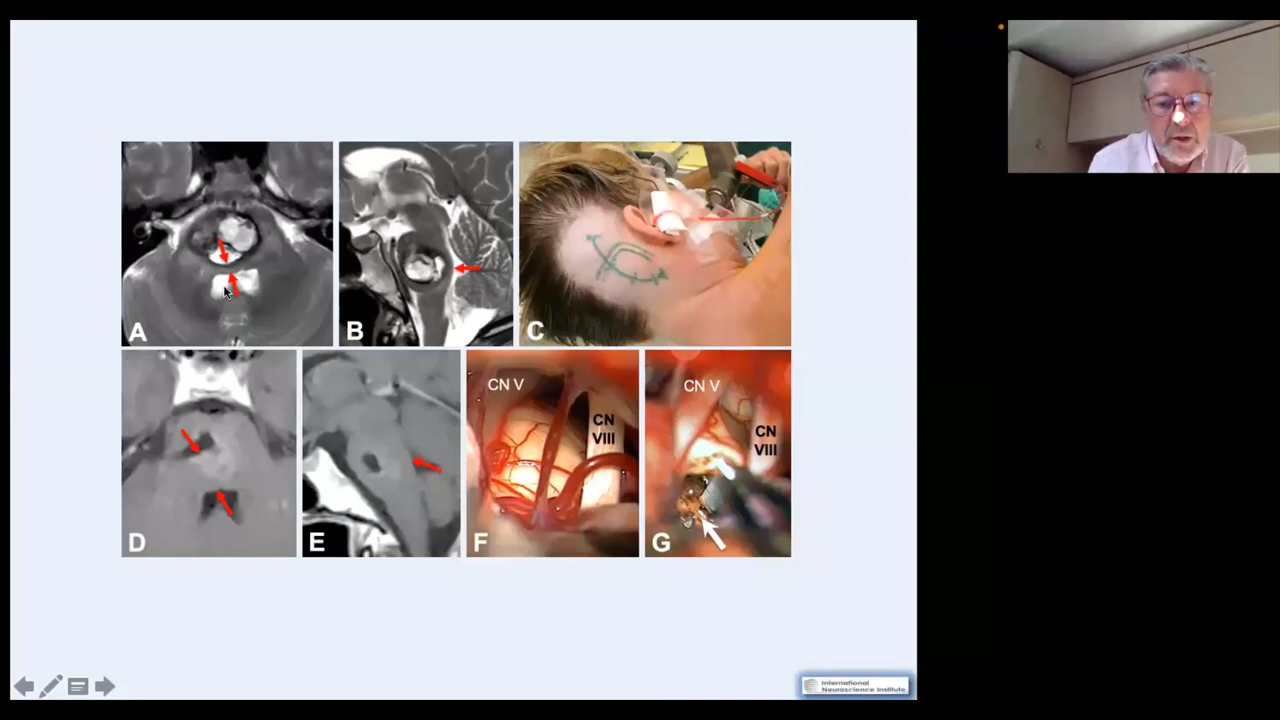 A
B
C
D
E
CN V
CN
VIII
F
CN V
CN
VIII
G
International
Neuroscience Institute